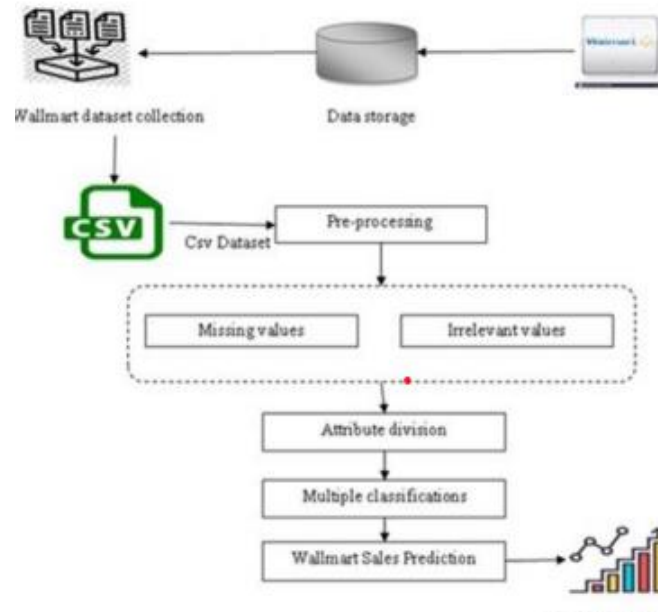 Walmart
Wallmart dataset collection
Data storage
CSV
Csv Dataset
Pre-processing
Missing values
Irrelevant values
Attribute division
Multiple classifications
Wallmart Sales Prediction